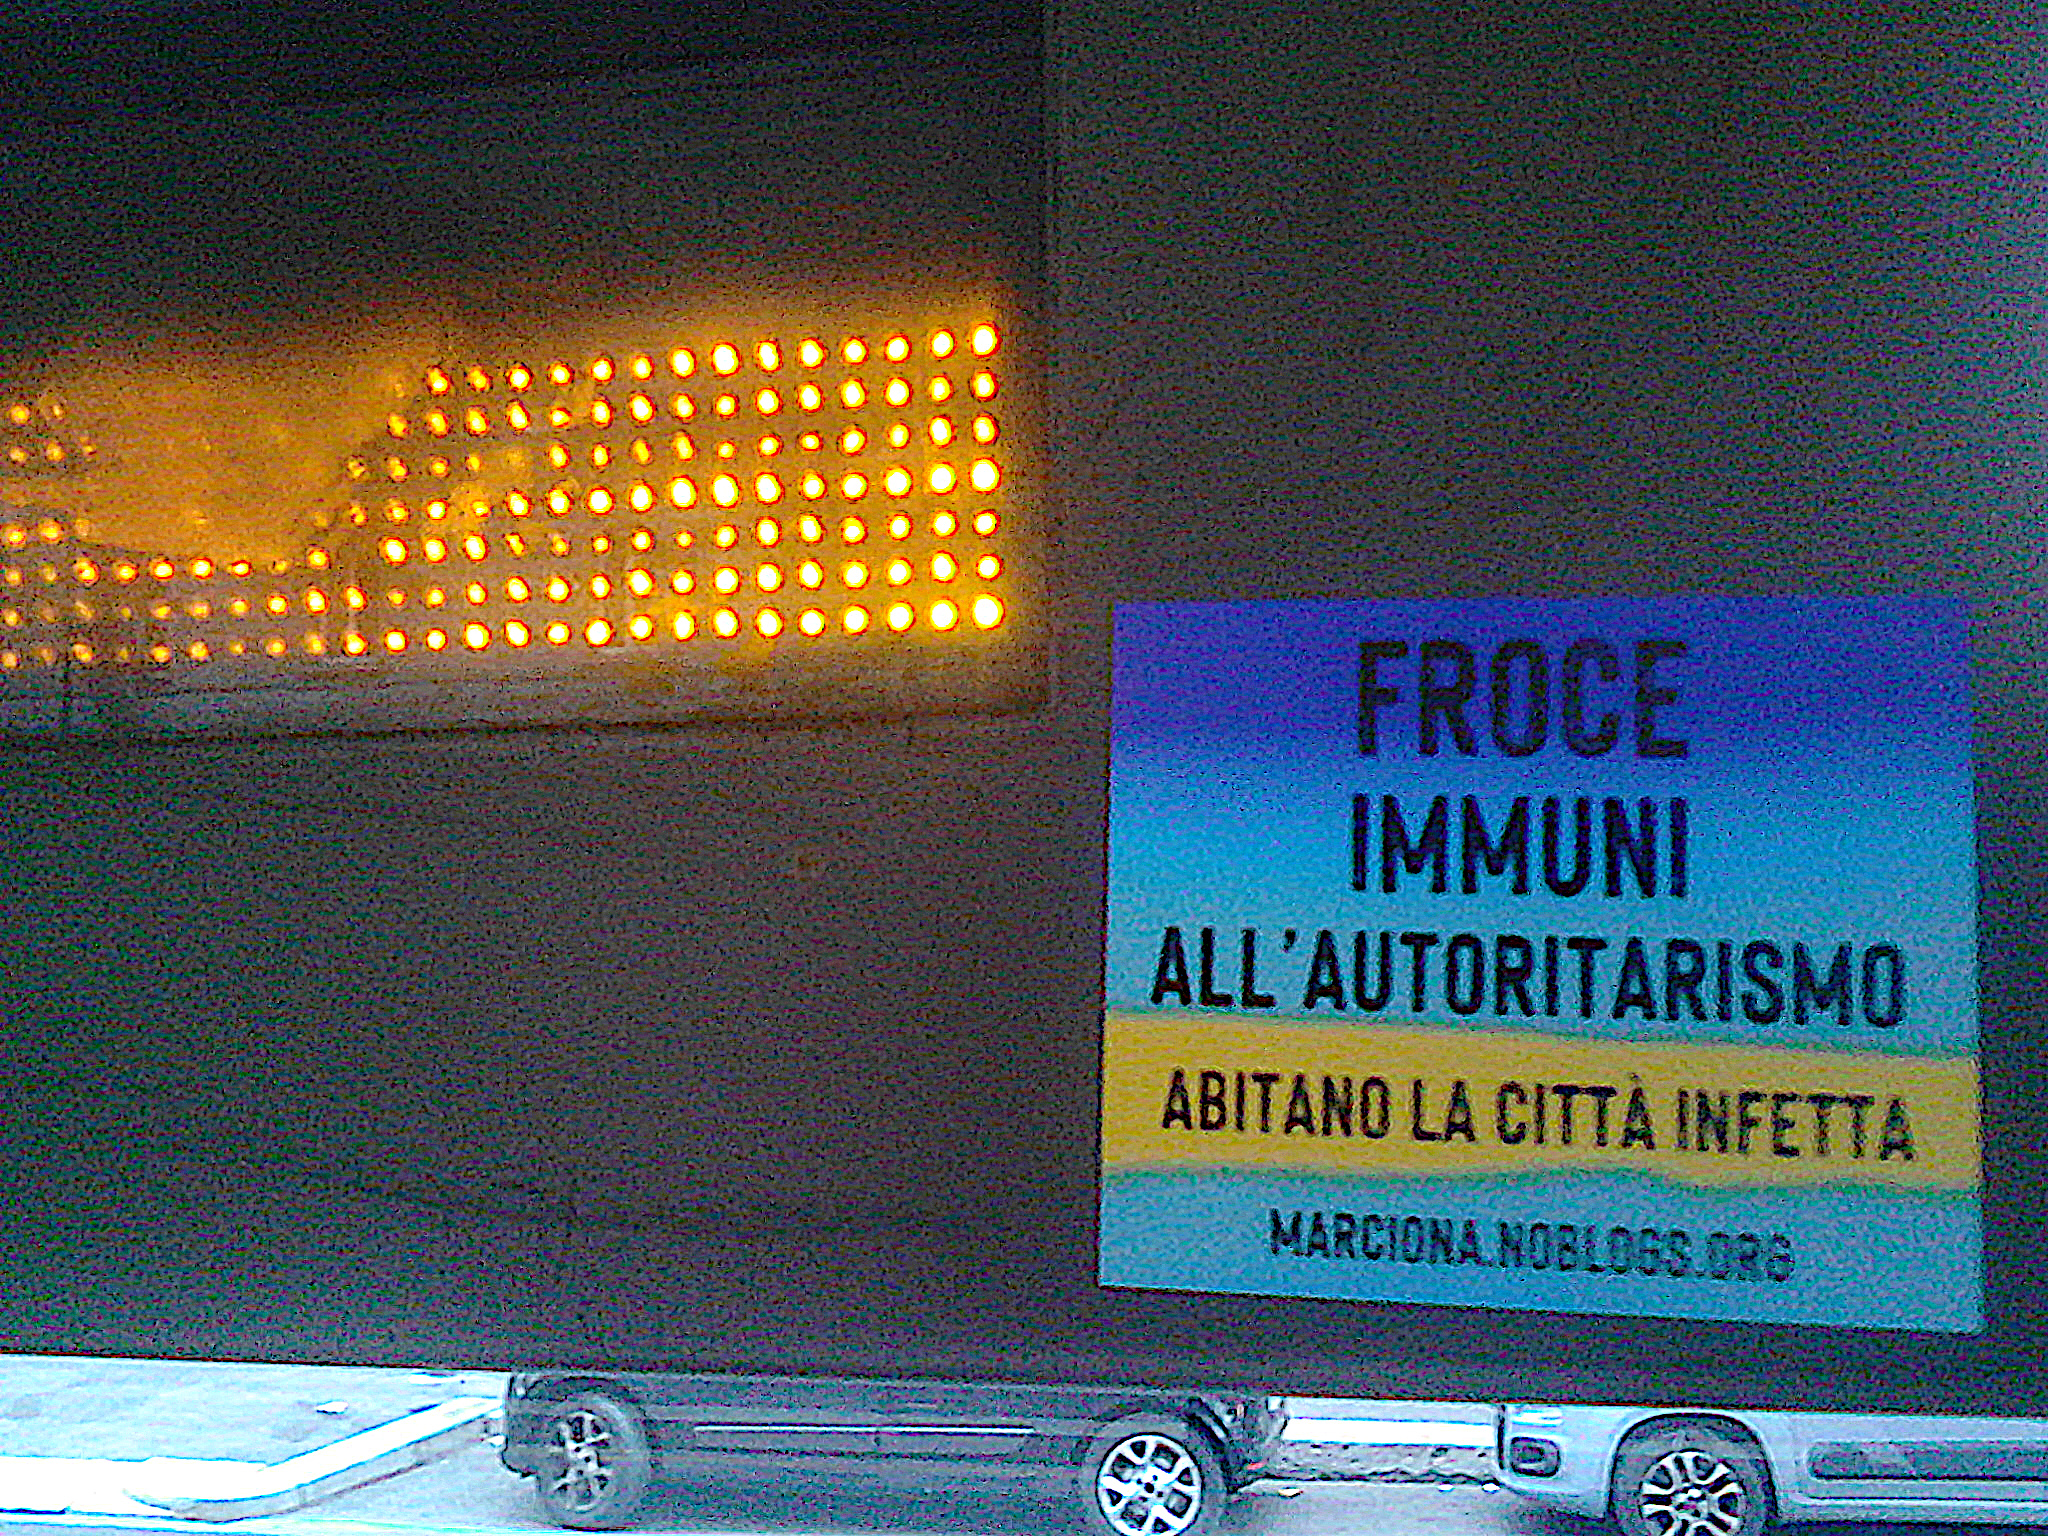 FROCE
IMMUNI
ALL'AUTORITARISMO
ABITANO LA CITTÀ INFETTA
MARCIONA.NOBLOGS.ORG